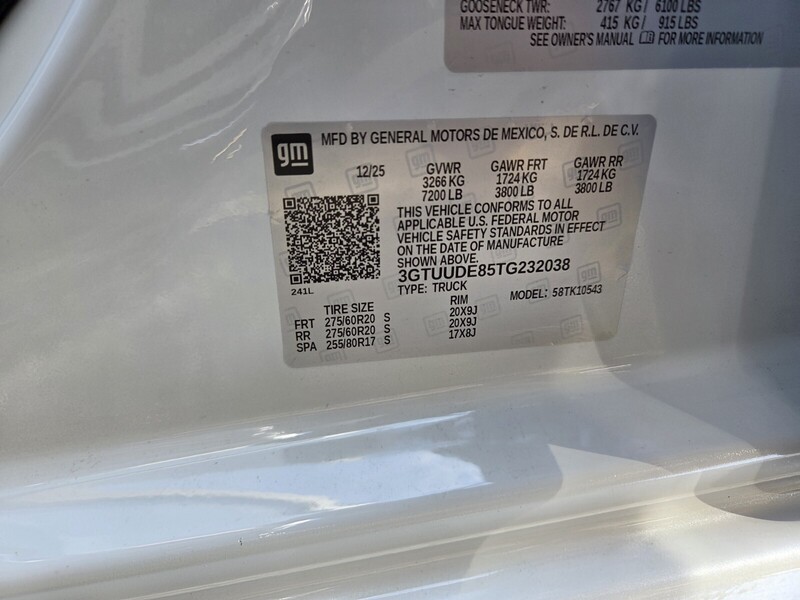 GOOSENECK TWR: 2767 KG / 6100 LBS
MAX TONGUE WEIGHT: 415 KG / 915 LBS
SEE OWNER'S MANUAL FOR MORE INFORMATION
gm MFD BY GENERAL MOTORS DE MEXICO, S. DE R.L. DE C.V.
12/25 GVWR GAWR FRT GAWR RR
3266 KG 1724 KG 1724 KG
7200 LB 3800 LB 3800 LB
THIS VEHICLE CONFORMS TO ALL
APPLICABLE U.S. FEDERAL MOTOR
VEHICLE SAFETY STANDARDS IN EFFECT
ON THE DATE OF MANUFACTURE
SHOWN ABOVE.
241L
3GTUUDE85TG232038
TYPE: TRUCK MODEL: 58TK10543
TIRE SIZE RIM
FRT 275/60R20 S 20X9J
RR 275/60R20 S 20X9J
SPA 255/80R17 S 17X8J